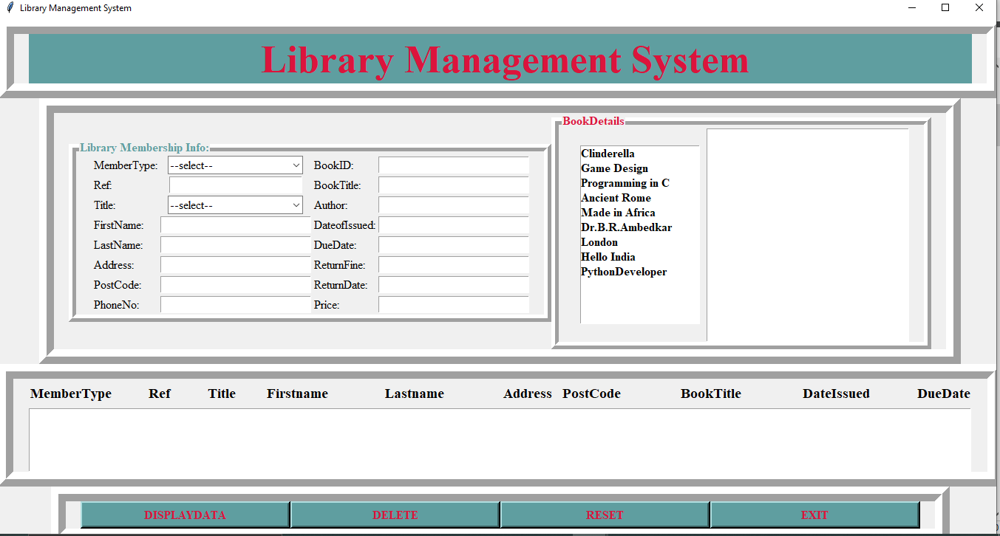 Library Management System
Library Management System
Library Membership Info:
MemberType: --select-- BookID:
Ref: BookTitle:
Title: --select-- Author:
FirstName: DateofIssued:
LastName: DueDate:
Address: ReturnFine:
PostCode: ReturnDate:
PhoneNo: Price:
BookDetails
Clinderella
Game Design
Programming in C
Ancient Rome
Made in Africa
Dr.B.R.Ambedkar
London
Hello India
PythonDeveloper
MemberType Ref Title Firstname Lastname Address PostCode BookTitle DateIssued DueDate
DISPLAYDATA DELETE RESET EXIT